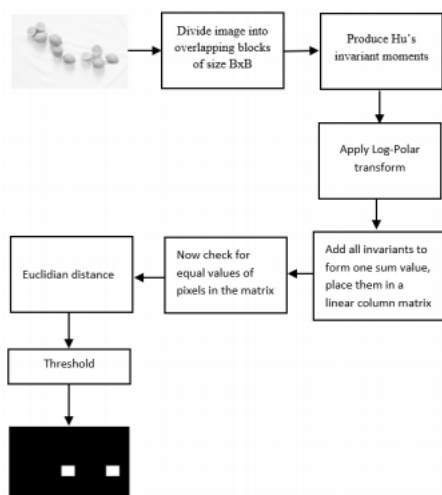 Divide image into
overlapping blocks
of size BxB
Produce Hu's
invariant moments
Apply Log-Polar
transform
Add all invariants to
form one sum value,
place them in a
linear column matrix
Now check for
equal values of
pixels in the matrix
Euclidian distance
Threshold